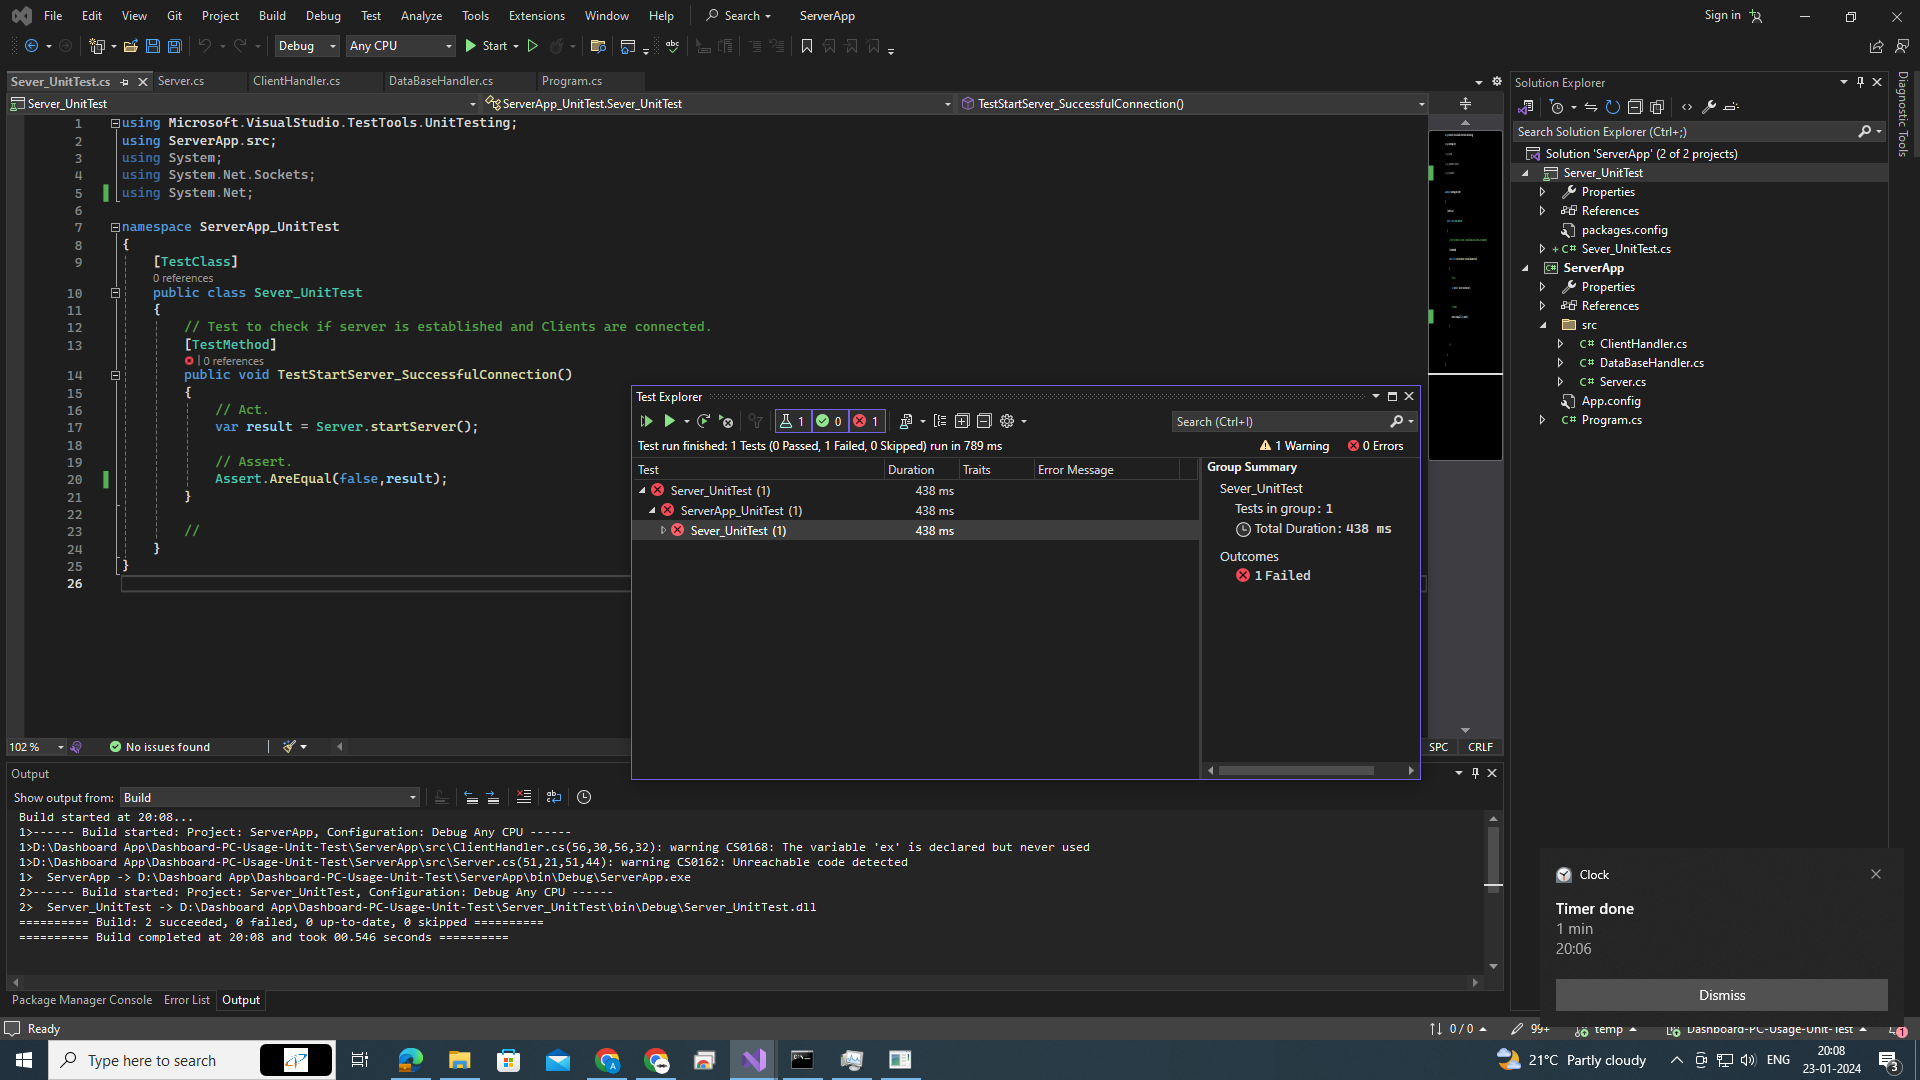 File Edit View Git Project Build Debug Test Analyze Tools Extensions Window Help Search ServerApp Sign in
Debug Any CPU Start
Sever_UnitTest.cs Server.cs ClientHandler.cs DataBaseHandler.cs Program.cs
Server_UnitTest ServerApp_UnitTest.Sever_UnitTest TestStartServer_SuccessfulConnection()
1 using Microsoft.VisualStudio.TestTools.UnitTesting;
2 using ServerApp.src;
3 using System;
4 using System.Net.Sockets;
5 using System.Net;
6
7 namespace ServerApp_UnitTest
8 {
9 [TestClass]
0 references
10 public class Sever_UnitTest
11 {
12 // Test to check if server is established and Clients are connected.
13 [TestMethod]
| 0 references
14 public void TestStartServer_SuccessfulConnection()
15 {
16 // Act.
17 var result = Server.startServer();
18
19 // Assert.
20 Assert.AreEqual(false,result);
21 }
22
23 //
24 }
25 }
26
102 % No issues found SPC CRLF
Test Explorer
1 0 1 Search (Ctrl+I)
Test run finished: 1 Tests (0 Passed, 1 Failed, 0 Skipped) run in 789 ms 1 Warning 0 Errors
Test Duration Traits Error Message
Server_UnitTest (1) 438 ms
ServerApp_UnitTest (1) 438 ms
Sever_UnitTest (1) 438 ms
Group Summary
Sever_UnitTest
Tests in group: 1
Total Duration: 438 ms
Outcomes
1 Failed
Solution Explorer
Search Solution Explorer (Ctrl+;)
Solution 'ServerApp' (2 of 2 projects)
Server_UnitTest
Properties
References
packages.config
+ C# Sever_UnitTest.cs
C# ServerApp
Properties
References
src
C# ClientHandler.cs
C# DataBaseHandler.cs
C# Server.cs
App.config
C# Program.cs
Diagnostic Tools
Output
Show output from: Build
Build started at 20:08...
1>------ Build started: Project: ServerApp, Configuration: Debug Any CPU ------
1>D:\Dashboard App\Dashboard-PC-Usage-Unit-Test\ServerApp\src\ClientHandler.cs(56,30,56,32): warning CS0168: The variable 'ex' is declared but never used
1>D:\Dashboard App\Dashboard-PC-Usage-Unit-Test\ServerApp\src\Server.cs(51,21,51,44): warning CS0162: Unreachable code detected
1> ServerApp -> D:\Dashboard App\Dashboard-PC-Usage-Unit-Test\ServerApp\bin\Debug\ServerApp.exe
2>------ Build started: Project: Server_UnitTest, Configuration: Debug Any CPU ------
2> Server_UnitTest -> D:\Dashboard App\Dashboard-PC-Usage-Unit-Test\Server_UnitTest\bin\Debug\Server_UnitTest.dll
========== Build: 2 succeeded, 0 failed, 0 up-to-date, 0 skipped ==========
========== Build completed at 20:08 and took 00.546 seconds ==========
Package Manager Console Error List Output
Clock
Timer done
1 min
20:06
Dismiss
Ready 0 / 0 99+ temp Dashboard-PC-Usage-Unit-Test 1
Type here to search 21°C Partly cloudy ENG 20:08
23-01-2024 3